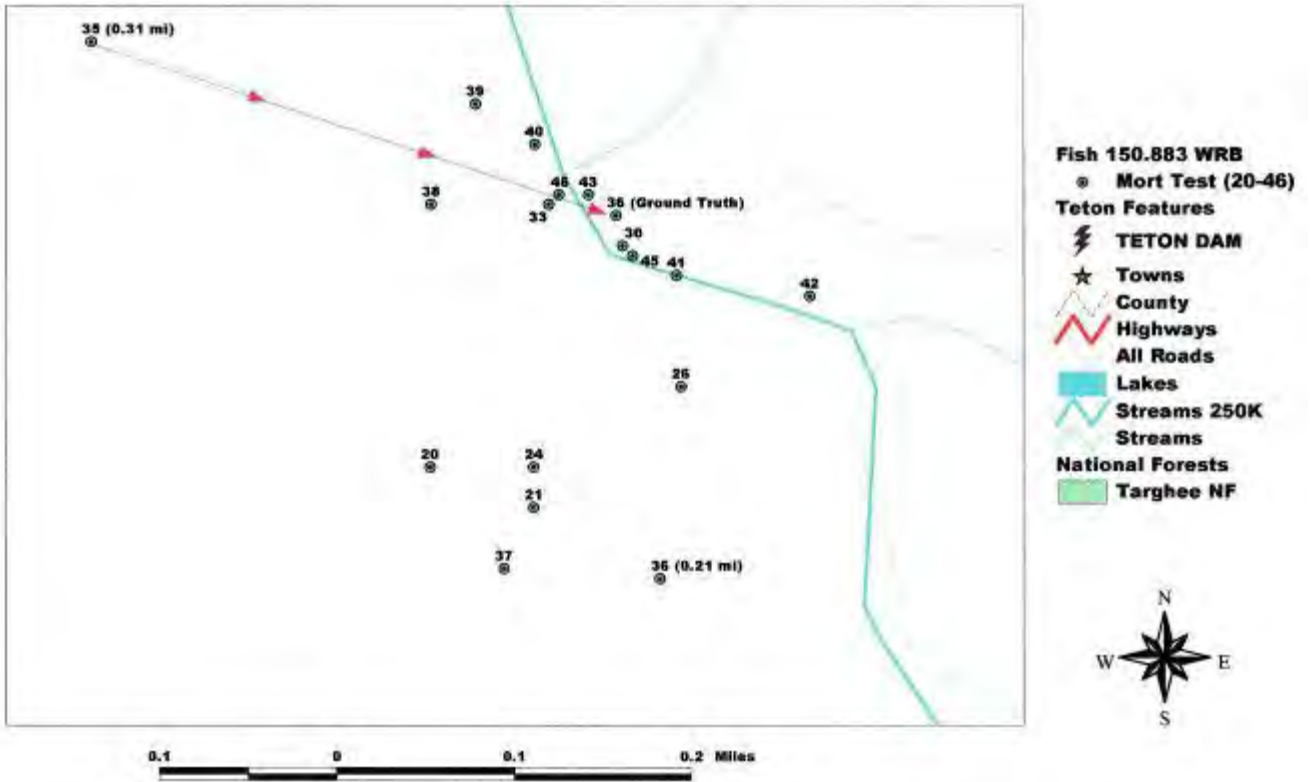 35 (0.31 mi)
39
40
38
46
43
33
36 (Ground Truth)
30
45
41
42
26
20
24
21
37
36 (0.21 mi)
Fish 150.883 WRB
Mort Test (20-46)
Teton Features
TETON DAM
Towns
County
Highways
All Roads
Lakes
Streams 250K
Streams
National Forests
Targhee NF
N
W
E
S
0.1 0 0.1 0.2 Miles